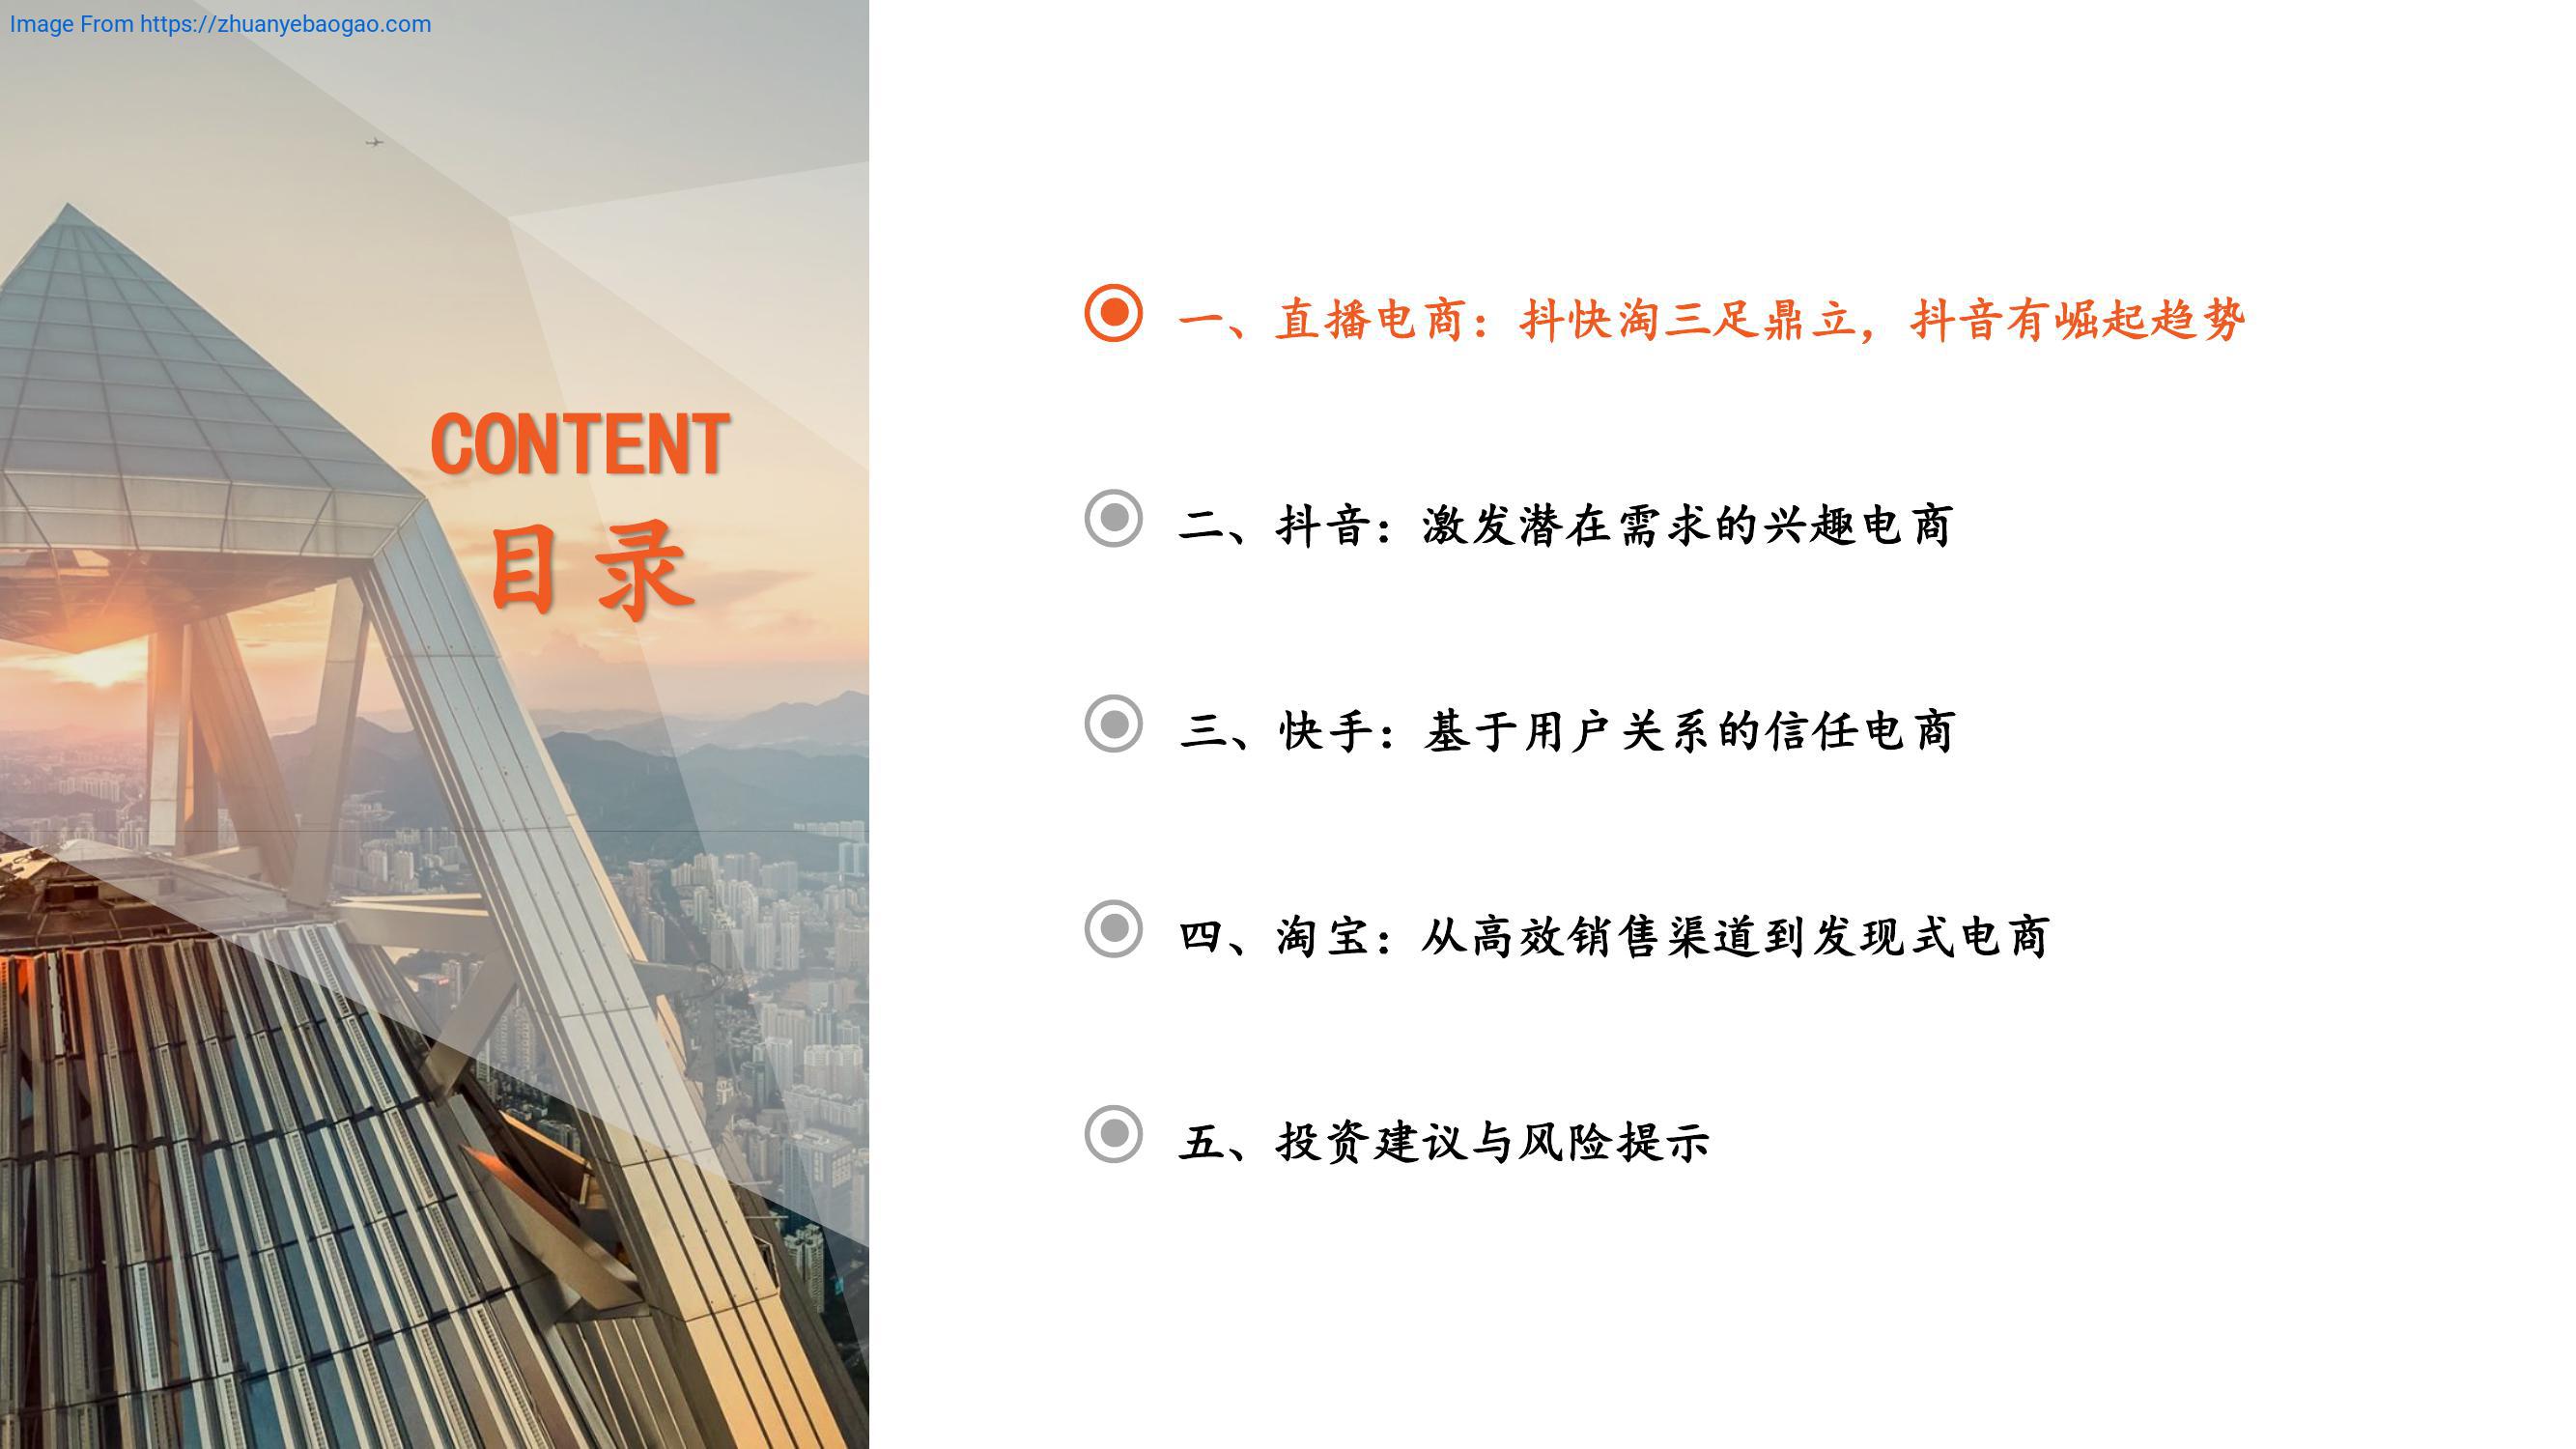 Image From https://zhuanyebaogao.com
CONTENT
目录
一、直播电商：抖快淘三足鼎立，抖音有崛起趋势
二、抖音：激发潜在需求的兴趣电商
三、快手：基于用户关系的信任电商
四、淘宝：从高效销售渠道到发现式电商
五、投资建议与风险提示